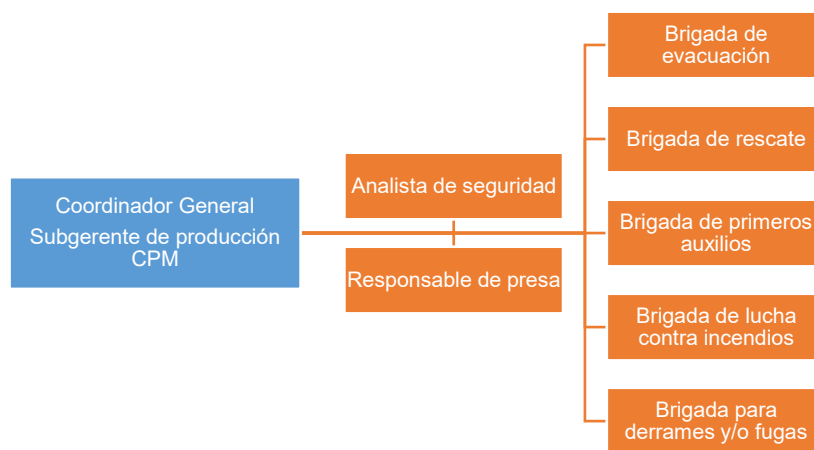 Coordinador General
Subgerente de producción
CPM
Analista de seguridad
Responsable de presa
Brigada de
evacuación
Brigada de rescate
Brigada de primeros
auxilios
Brigada de lucha
contra incendios
Brigada para
derrames y/o fugas